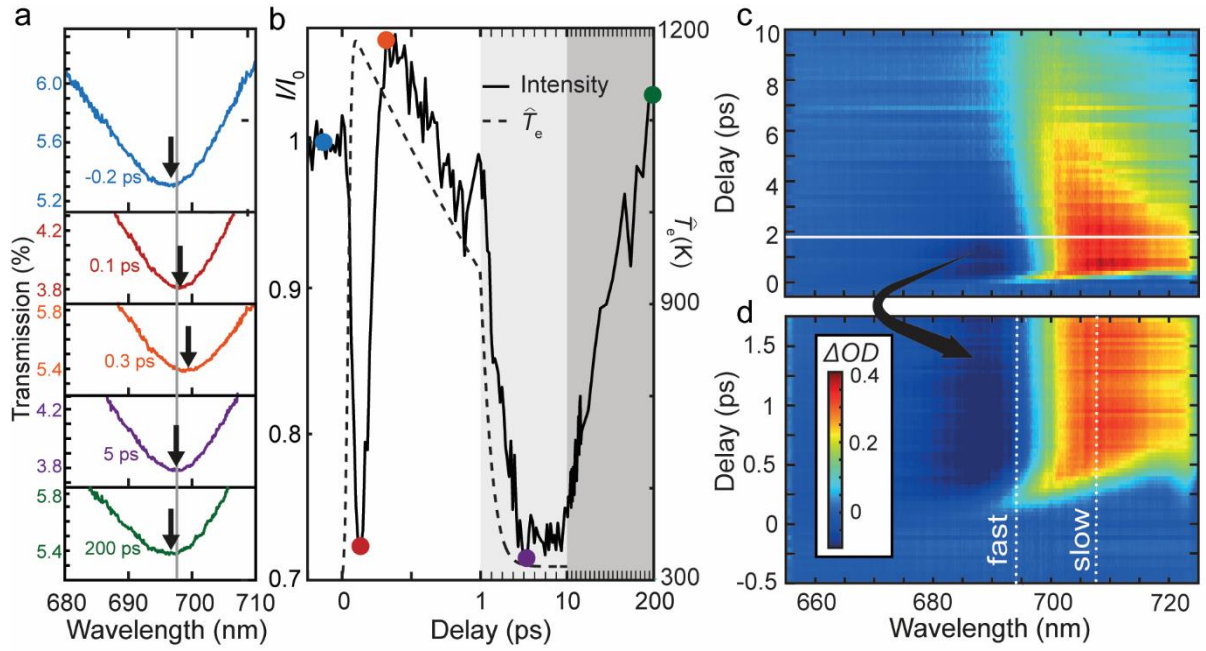 a
6.0
5.6
5.2
-0.2 ps
4.2
0.1 ps
3.8
5.8
0.3 ps
5.4
4.2
5 ps
3.8
5.8
200 ps
5.4
680 690 700 710
Wavelength (nm)
Transmission (%)
b
I/I0
1
0.9
0.8
0.7
Intensity
T̂e
1200
900
300
T̂e(K)
0 1 10 200
Delay (ps)
c
10
8
6
4
2
0
Delay (ps)
d
1.5
1.0
0.5
0
-0.5
Delay (ps)
ΔOD
0.4
0.2
0
fast
slow
660 680 700 720
Wavelength (nm)